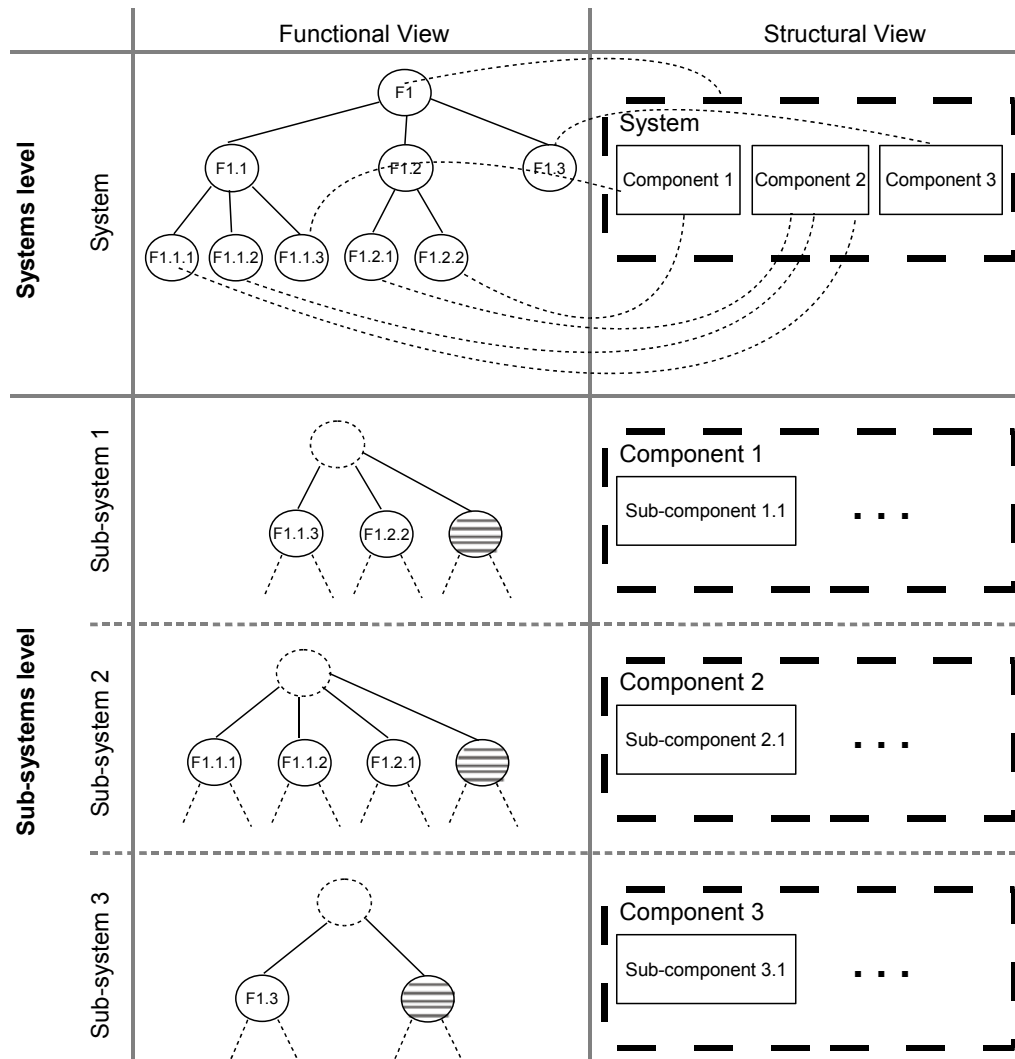 Functional View
Structural View
Systems level
System
F1
F1.1
F1.2
F1.3
F1.1.1
F1.1.2
F1.1.3
F1.2.1
F1.2.2
System
Component 1
Component 2
Component 3
Sub-systems level
Sub-system 1
F1.1.3
F1.2.2
Component 1
Sub-component 1.1
. . .
Sub-system 2
F1.1.1
F1.1.2
F1.2.1
Component 2
Sub-component 2.1
. . .
Sub-system 3
F1.3
Component 3
Sub-component 3.1
. . .